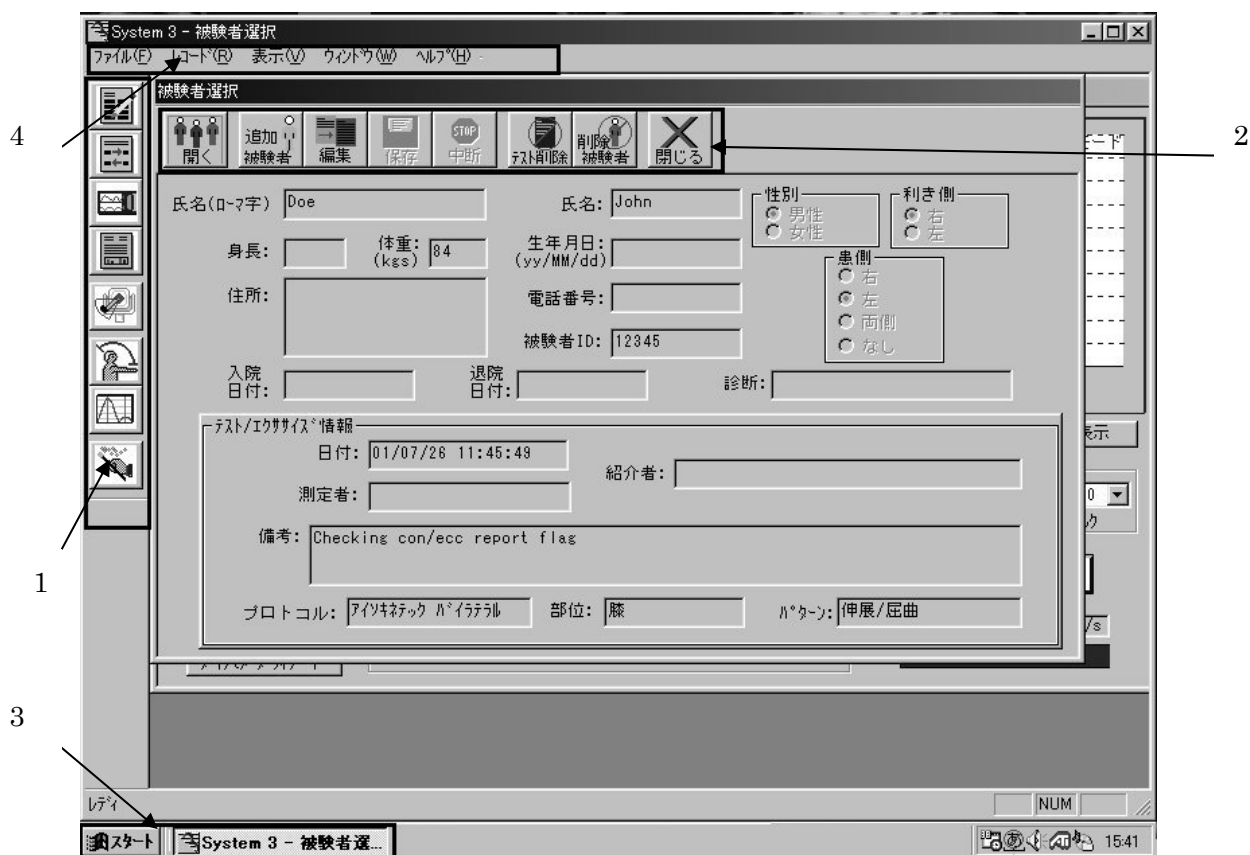 System 3 - 被験者選択
ファイル(F) レコード(R) 表示(V) ウィンドウ(W) ヘルプ(H)
被験者選択
開く
追加
被験者
編集
保存
STOP
中断
テスト削除
削除
被験者
閉じる
モード
氏名(ローマ字) Doe
氏名: John
性別
男性
女性
利き側
右
左
身長:
体重:
(kgs)
84
生年月日:
(yy/MM/dd)
患側
右
左
両側
なし
住所:
電話番号:
被験者ID: 12345
入院
日付:
退院
日付:
診断:
テスト/エクササイズ情報
日付: 01/07/26 11:45:49
紹介者:
測定者:
備考: Checking con/ecc report flag
プロトコル: アイソキネテック バイラテラル 部位: 膝 パターン: 伸展/屈曲
表示
0
/s
レディ
NUM
スタート
System 3 - 被験者選...
15:41
4
2
1
3